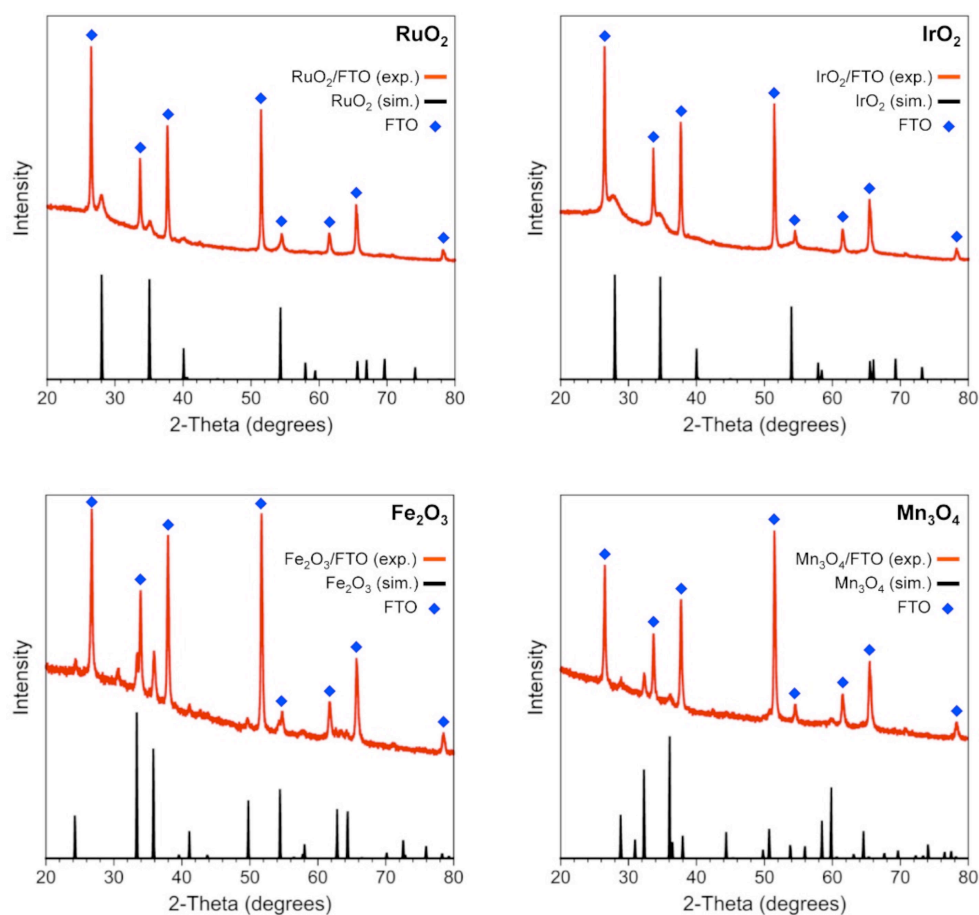 RuO₂
RuO₂/FTO (exp.)
RuO₂ (sim.)
FTO
Intensity
20 30 40 50 60 70 80
2-Theta (degrees)
IrO₂
IrO₂/FTO (exp.)
IrO₂ (sim.)
FTO
Intensity
20 30 40 50 60 70 80
2-Theta (degrees)
Fe₂O₃
Fe₂O₃/FTO (exp.)
Fe₂O₃ (sim.)
FTO
Intensity
20 30 40 50 60 70 80
2-Theta (degrees)
Mn₃O₄
Mn₃O₄/FTO (exp.)
Mn₃O₄ (sim.)
FTO
Intensity
20 30 40 50 60 70 80
2-Theta (degrees)